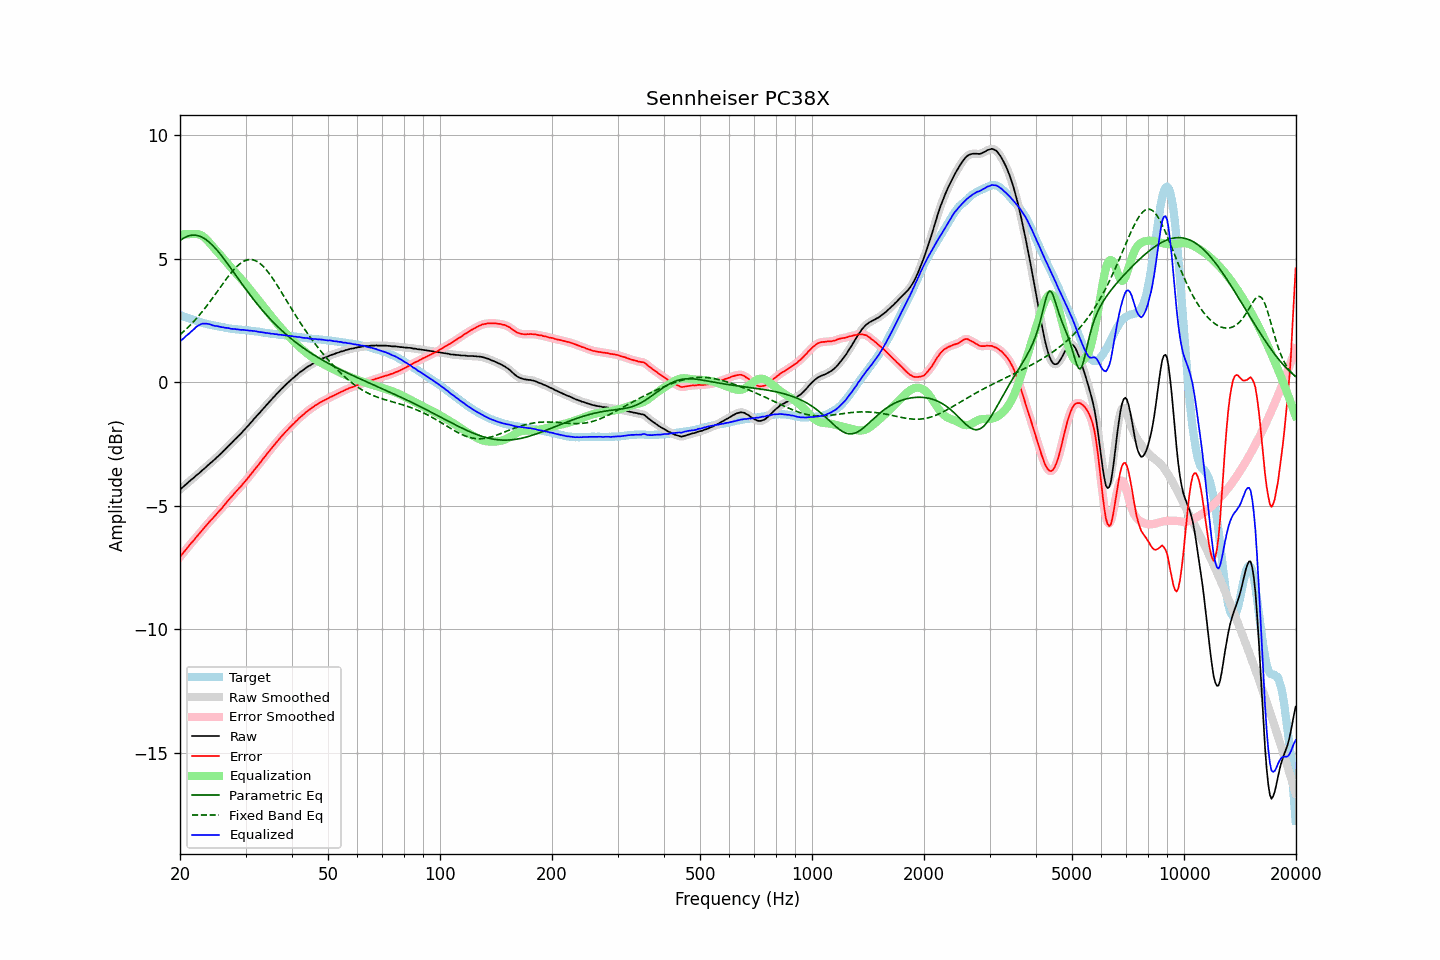 Sennheiser PC38X
Amplitude (dBr)
10
5
0
−5
−10
−15
Target
Raw Smoothed
Error Smoothed
Raw
Error
Equalization
Parametric Eq
Fixed Band Eq
Equalized
20 50 100 200 500 1000 2000 5000 10000 20000
Frequency (Hz)